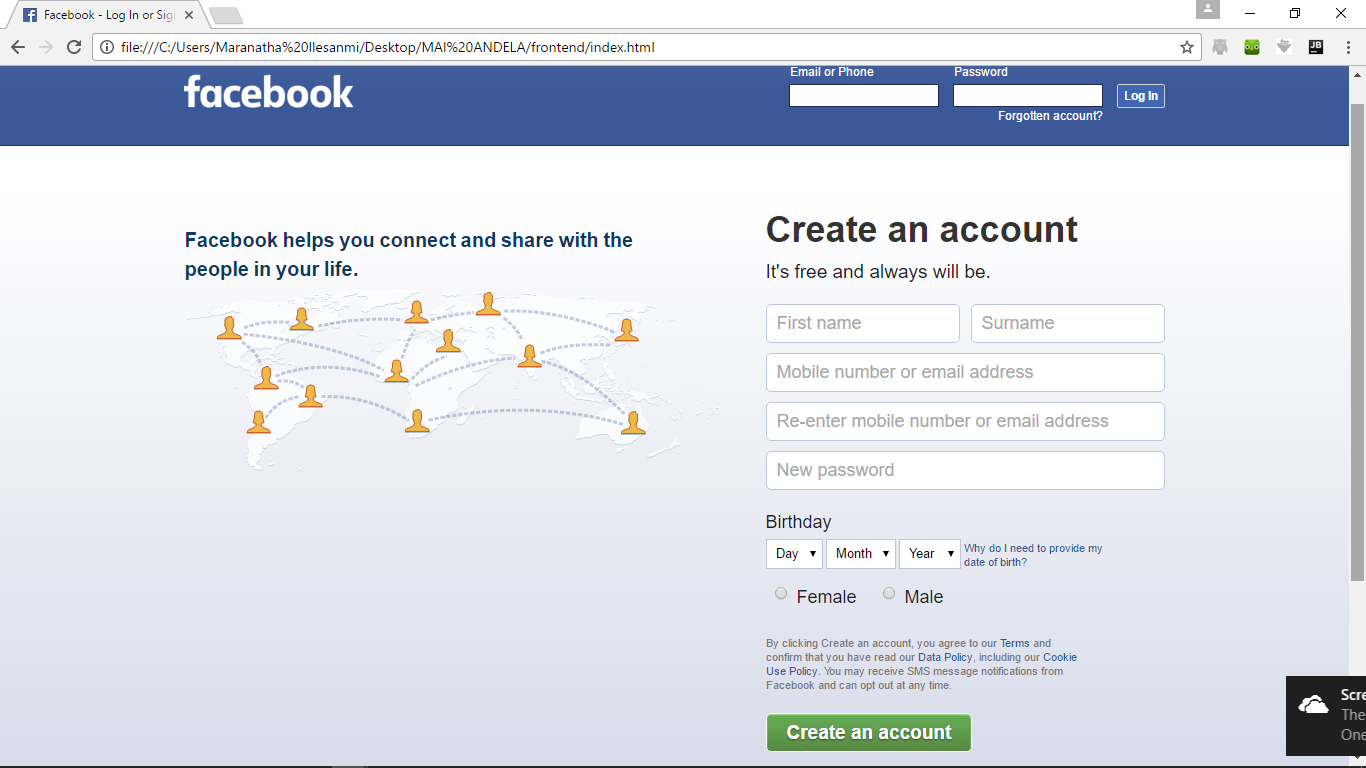 Facebook - Log In or Sig
file:///C:/Users/Maranatha%20Ilesanmi/Desktop/MAI%20ANDELA/frontend/index.html
JB
facebook
Email or Phone
Password
Log In
Forgotten account?
Facebook helps you connect and share with the
people in your life.
Create an account
It's free and always will be.
First name
Surname
Mobile number or email address
Re-enter mobile number or email address
New password
Birthday
Day
Month
Year
Why do I need to provide my
date of birth?
Female
Male
By clicking Create an account, you agree to our Terms and
confirm that you have read our Data Policy, including our Cookie
Use Policy. You may receive SMS message notifications from
Facebook and can opt out at any time.
Create an account
Scre
The
One